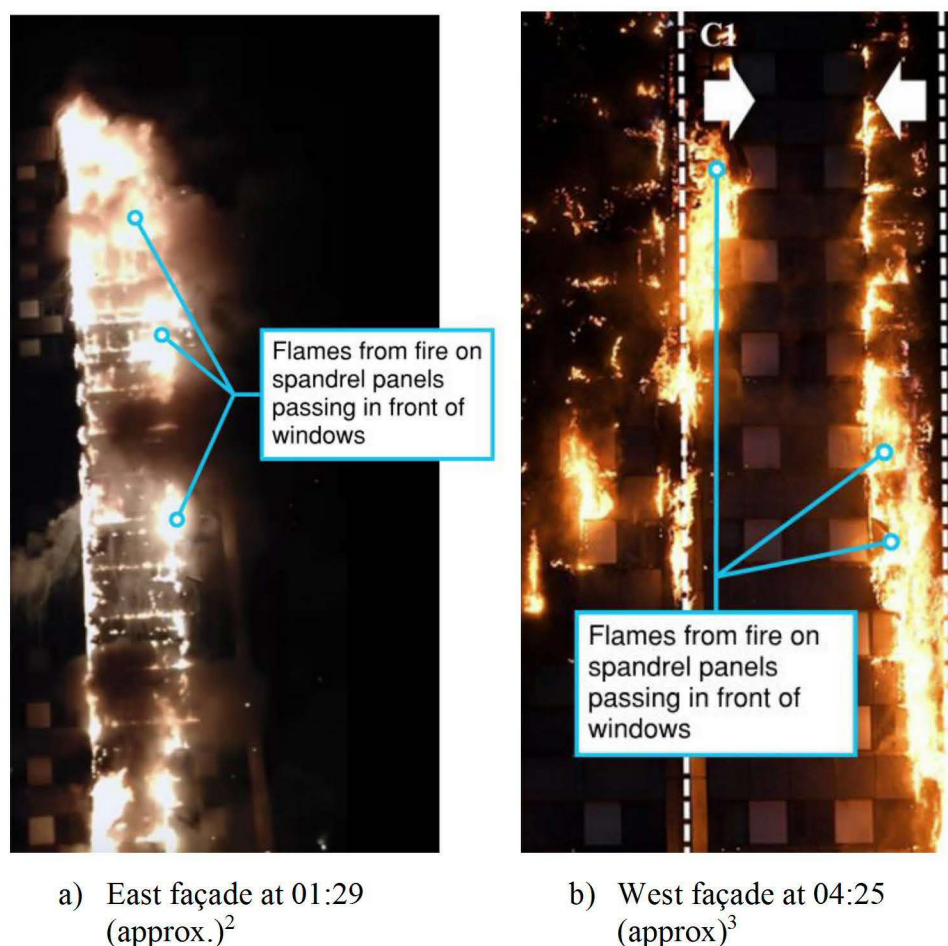 C1
Flames from fire on
spandrel panels
passing in front of
windows
Flames from fire on
spandrel panels
passing in front of
windows
a) East façade at 01:29
(approx.)2
b) West façade at 04:25
(approx)3